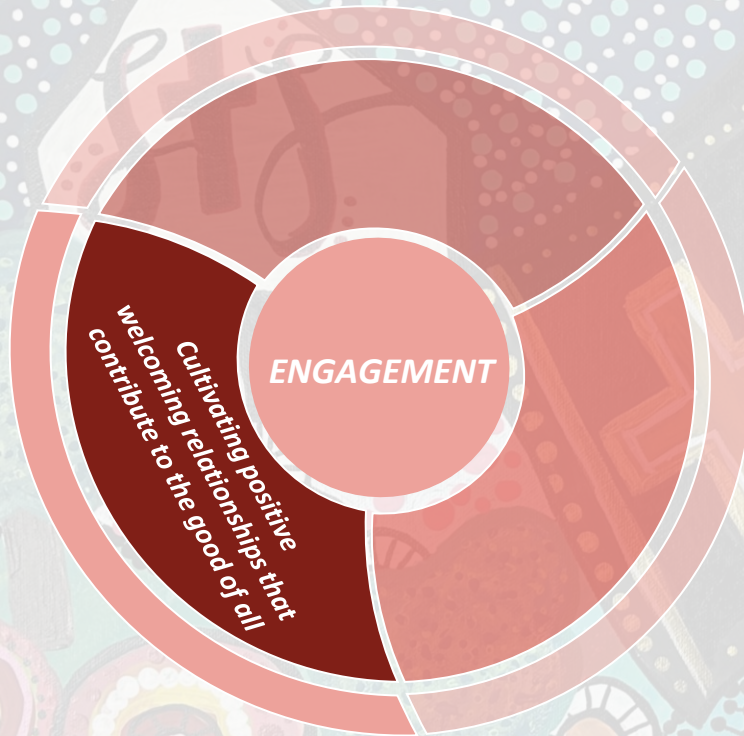 ENGAGEMENT
Cultivating positive
welcoming relationships that
contribute to the good of all